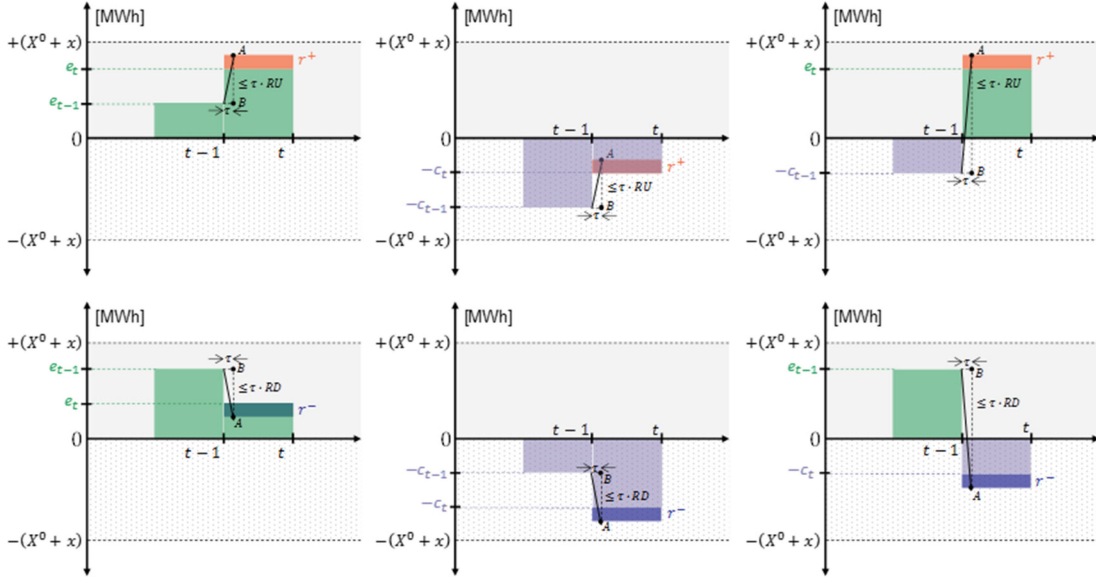 [MWh]
+(X⁰ + x)
A
r⁺
e_t
≤ τ · RU
e_{t−1}
τ
B
0
t − 1
t
−(X⁰ + x)
[MWh]
+(X⁰ + x)
0
t − 1
t
A
r⁺
−c_t
≤ τ · RU
−c_{t−1}
τ
B
−(X⁰ + x)
[MWh]
+(X⁰ + x)
A
r⁺
e_t
≤ τ · RU
0
t − 1
t
−c_{t−1}
τ
B
−(X⁰ + x)
[MWh]
+(X⁰ + x)
τ
e_{t−1}
B
≤ τ · RD
e_t
r⁻
A
0
t − 1
t
−(X⁰ + x)
[MWh]
+(X⁰ + x)
0
t − 1
t
−c_{t−1}
τ
B
≤ τ · RD
−c_t
r⁻
A
−(X⁰ + x)
[MWh]
+(X⁰ + x)
τ
e_{t−1}
B
≤ τ · RD
0
t − 1
t
−c_t
r⁻
A
−(X⁰ + x)